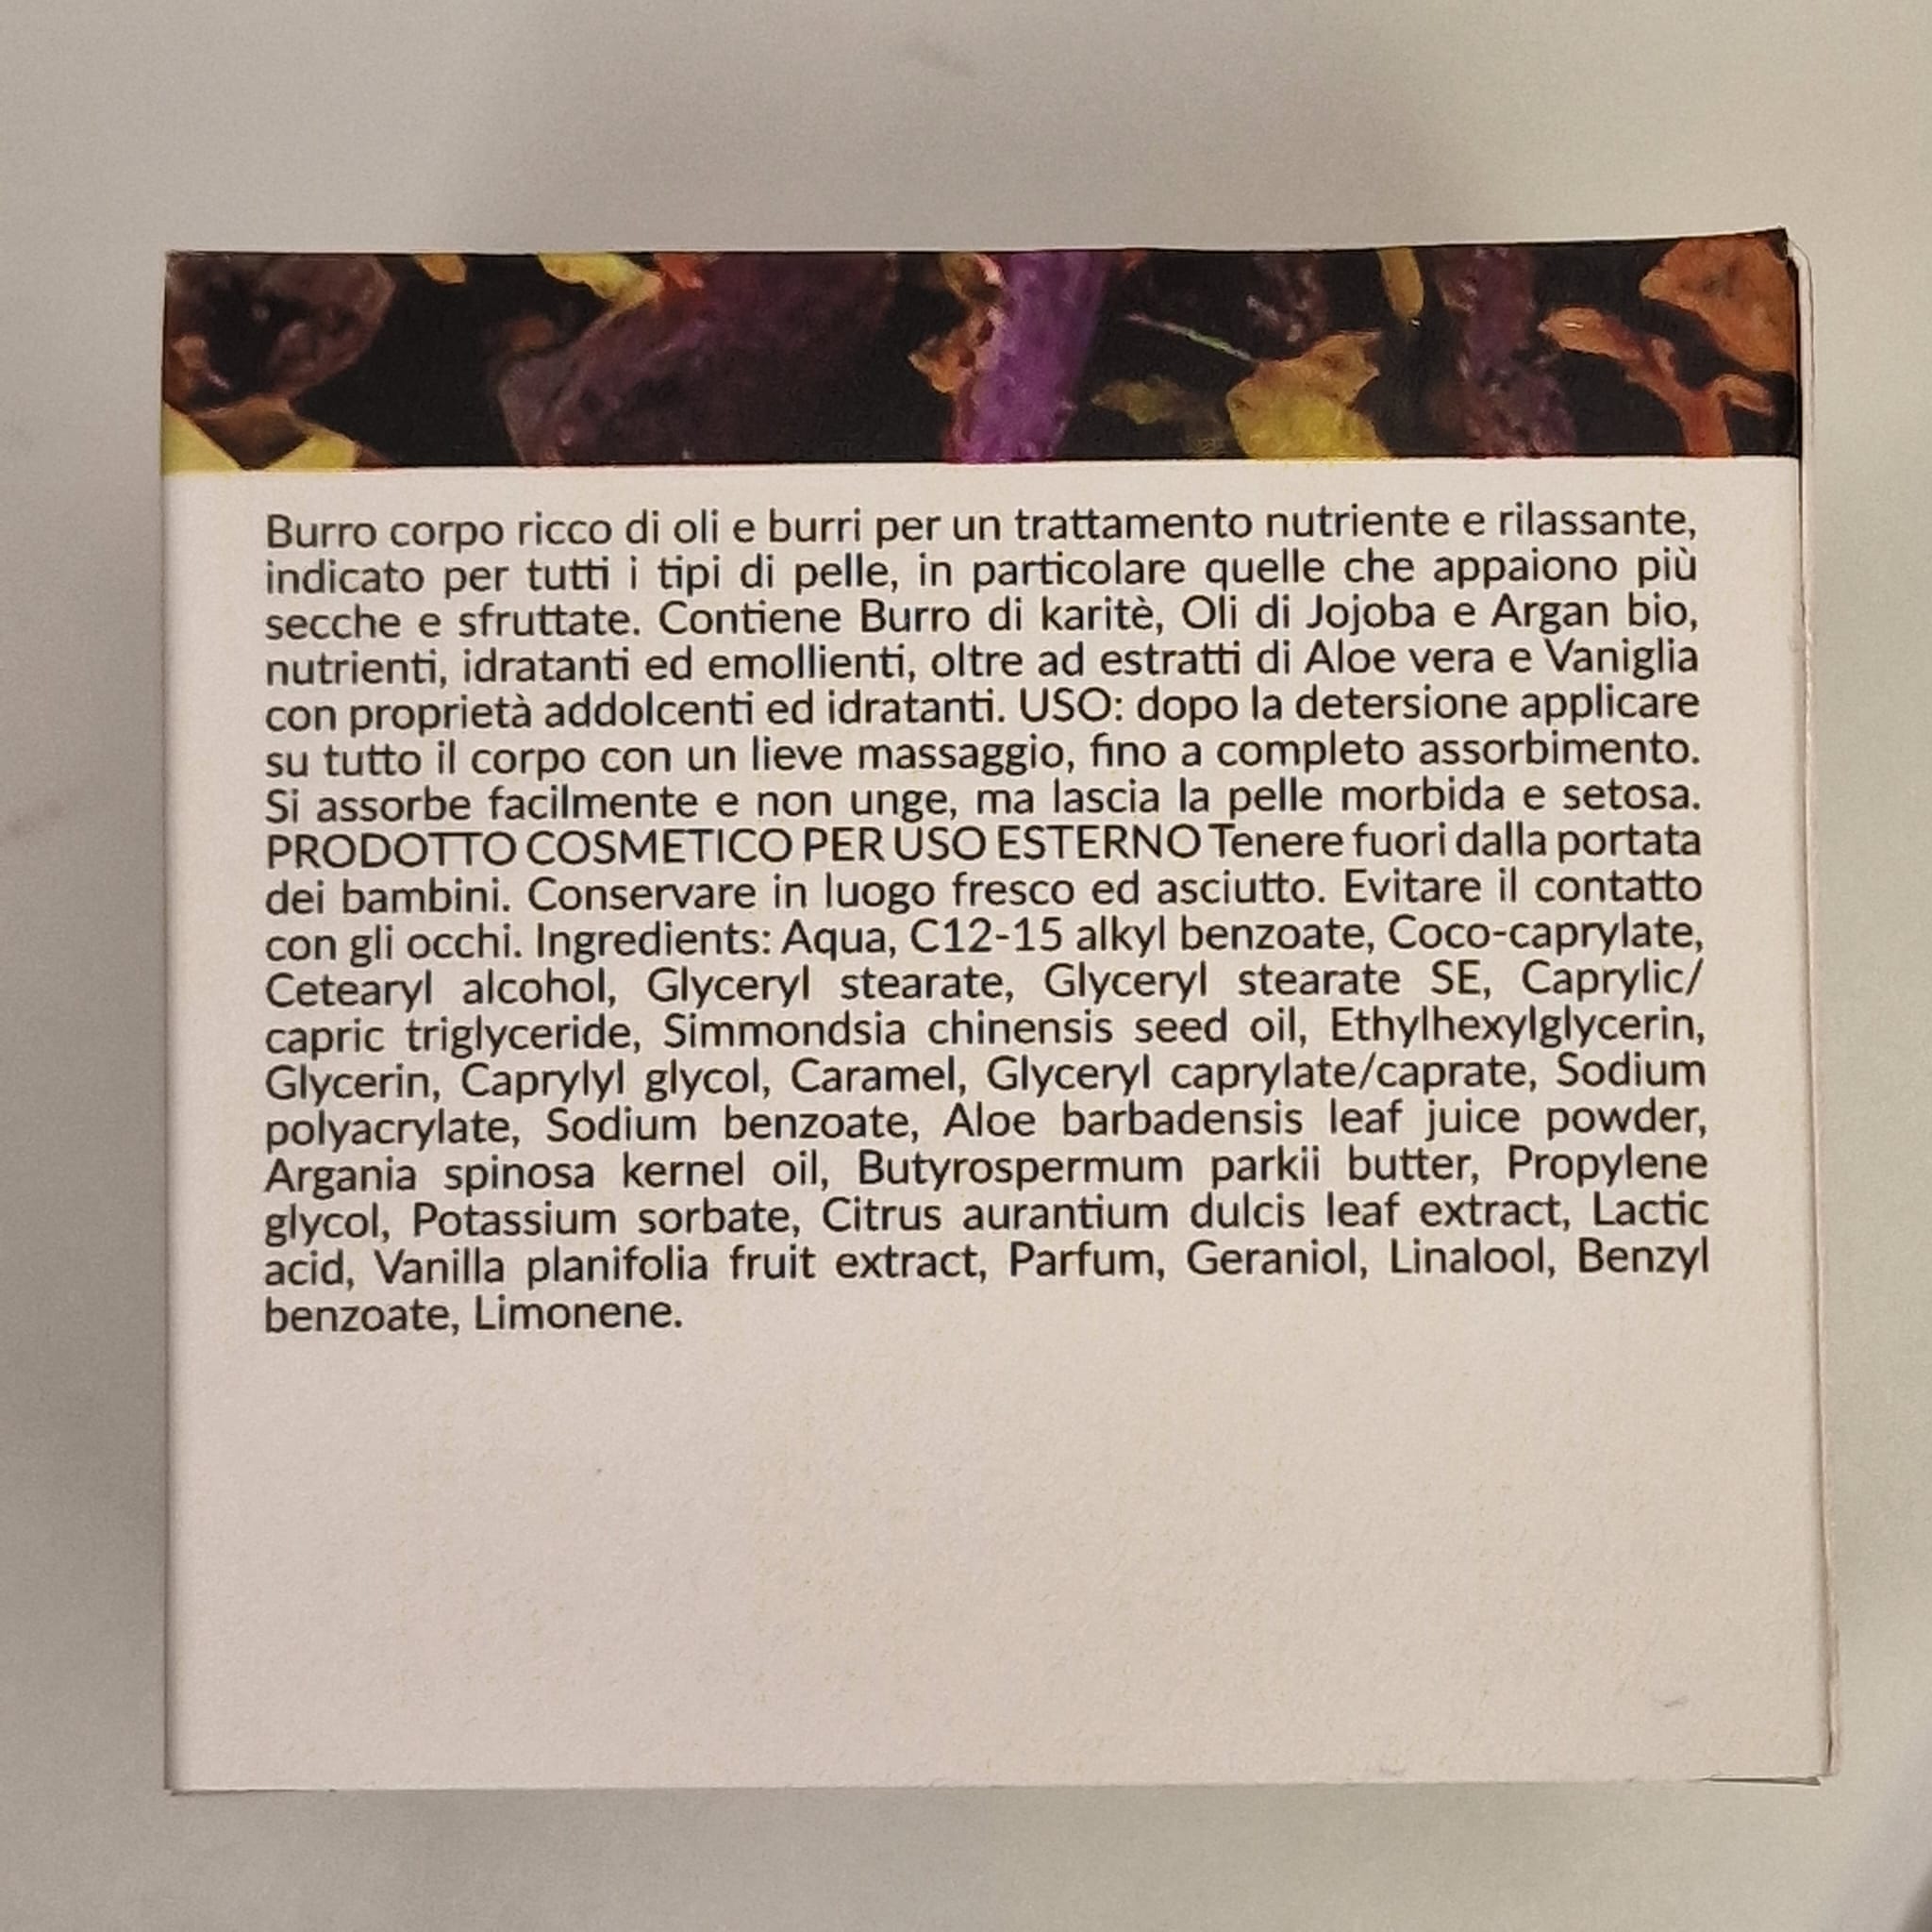 Burro corpo ricco di oli e burri per un trattamento nutriente e rilassante,
indicato per tutti i tipi di pelle, in particolare quelle che appaiono più
secche e sfruttate. Contiene Burro di karitè, Oli di Jojoba e Argan bio,
nutrienti, idratanti ed emollienti, oltre ad estratti di Aloe vera e Vaniglia
con proprietà addolcenti ed idratanti. USO: dopo la detersione applicare
su tutto il corpo con un lieve massaggio, fino a completo assorbimento.
Si assorbe facilmente e non unge, ma lascia la pelle morbida e setosa.
PRODOTTO COSMETICO PER USO ESTERNO Tenere fuori dalla portata
dei bambini. Conservare in luogo fresco ed asciutto. Evitare il contatto
con gli occhi. Ingredients: Aqua, C12-15 alkyl benzoate, Coco-caprylate,
Cetearyl alcohol, Glyceryl stearate, Glyceryl stearate SE, Caprylic/
capric triglyceride, Simmondsia chinensis seed oil, Ethylhexylglycerin,
Glycerin, Caprylyl glycol, Caramel, Glyceryl caprylate/caprate, Sodium
polyacrylate, Sodium benzoate, Aloe barbadensis leaf juice powder,
Argania spinosa kernel oil, Butyrospermum parkii butter, Propylene
glycol, Potassium sorbate, Citrus aurantium dulcis leaf extract, Lactic
acid, Vanilla planifolia fruit extract, Parfum, Geraniol, Linalool, Benzyl
benzoate, Limonene.